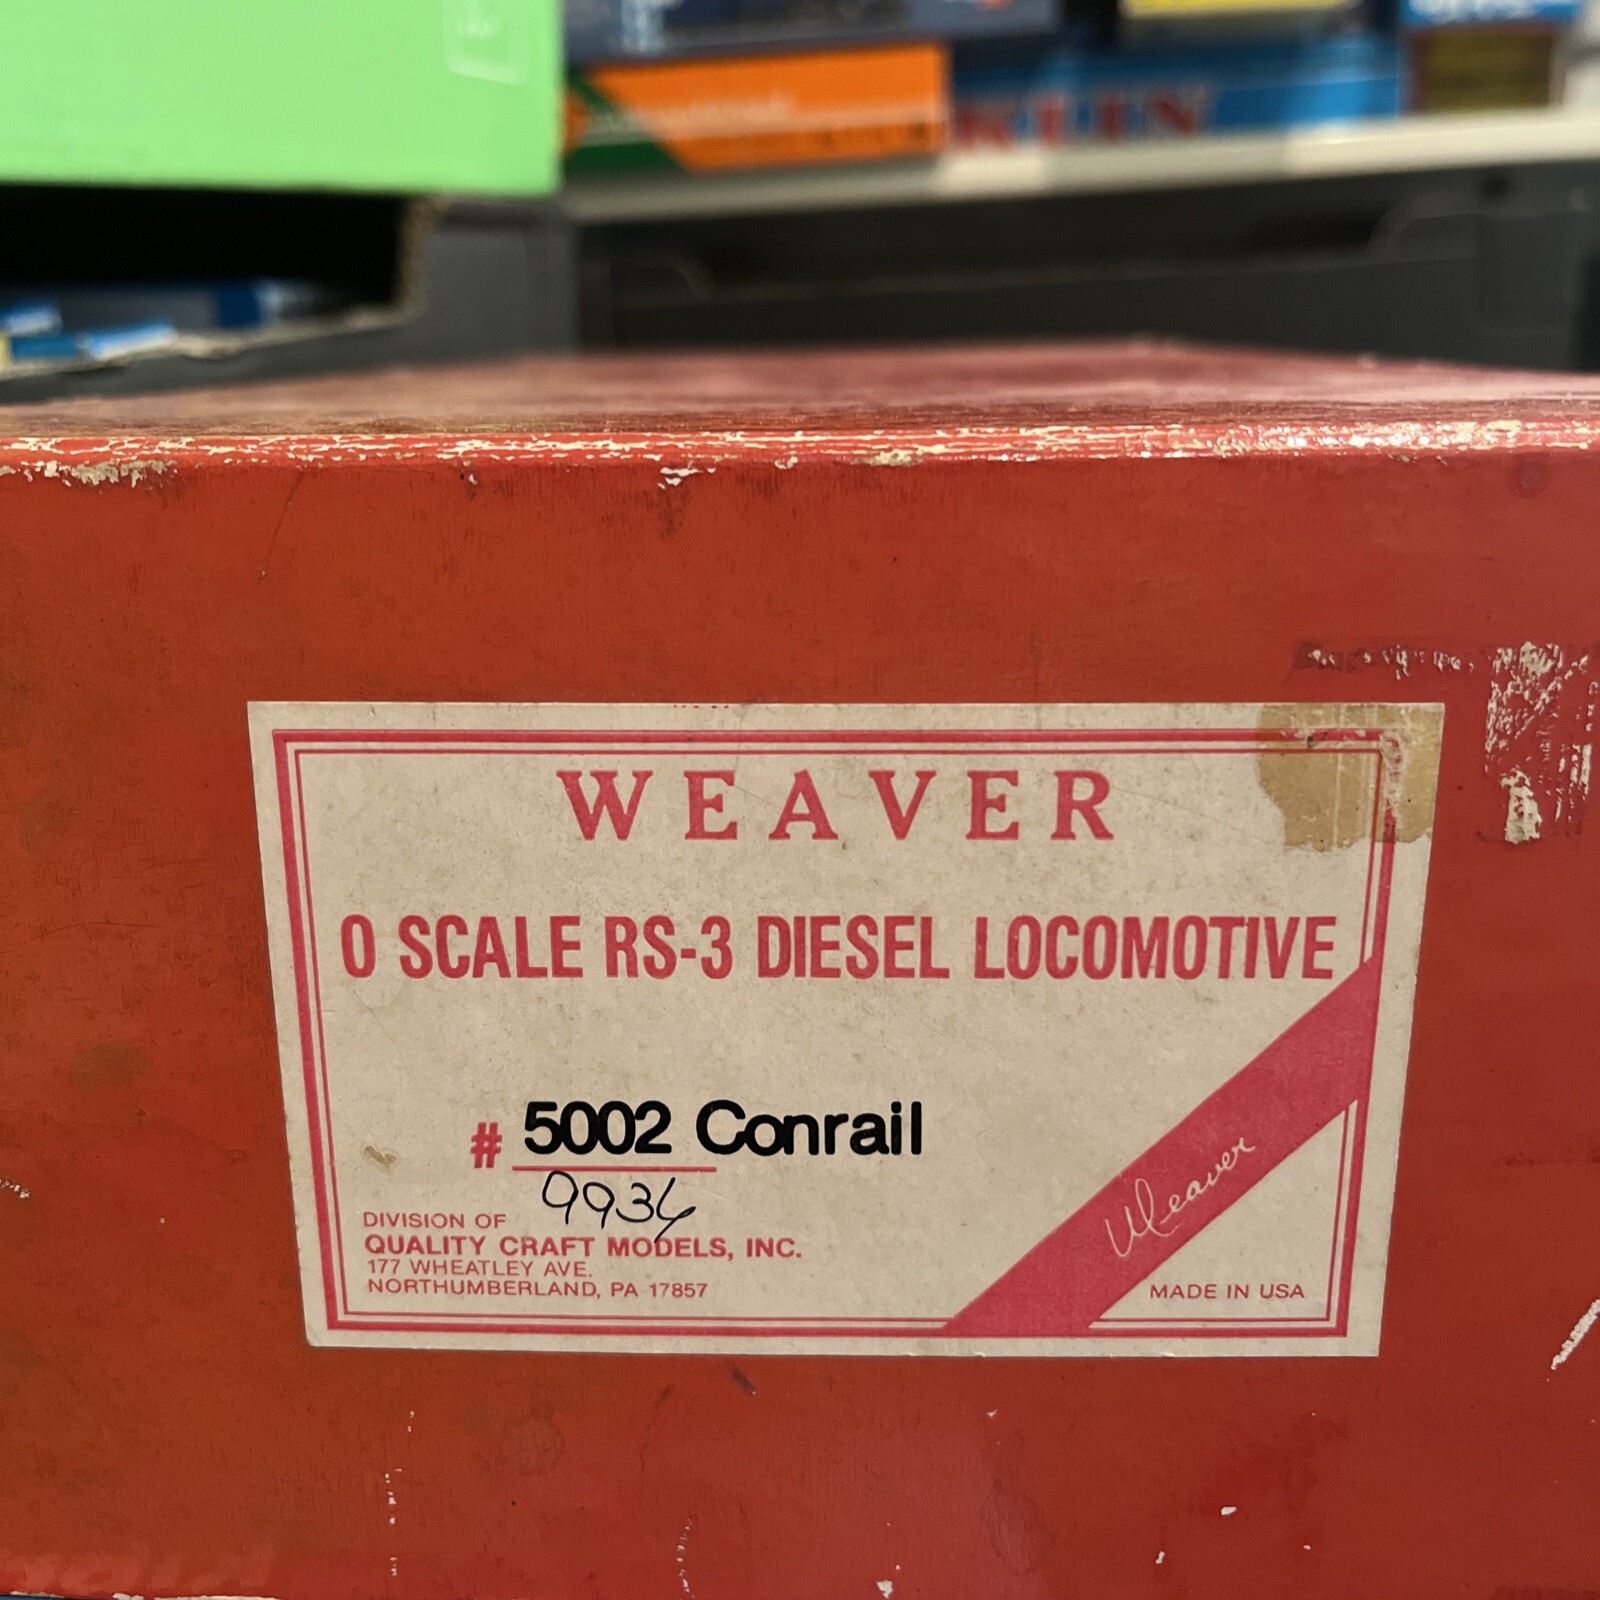 WEAVER
O SCALE RS-3 DIESEL LOCOMOTIVE
# 5002 Conrail
9936
DIVISION OF
QUALITY CRAFT MODELS, INC.
177 WHEATLEY AVE.
NORTHUMBERLAND, PA 17857
Weaver
MADE IN USA